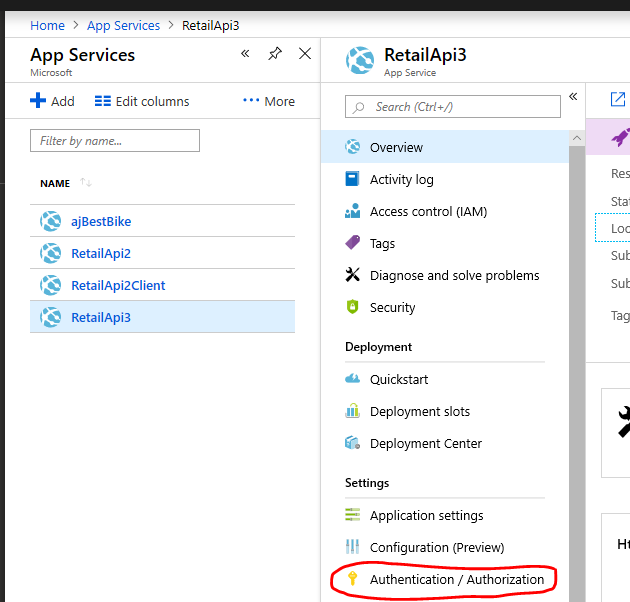 Home > App Services > RetailApi3
App Services
Microsoft
Add
Edit columns
More
Filter by name...
NAME
ajBestBike
RetailApi2
RetailApi2Client
RetailApi3
RetailApi3
App Service
Search (Ctrl+/)
Overview
Activity log
Access control (IAM)
Tags
Diagnose and solve problems
Security
Deployment
Quickstart
Deployment slots
Deployment Center
Settings
Application settings
Configuration (Preview)
Authentication / Authorization
Res
Sta
Loc
Sub
Sub
Tag
Ht